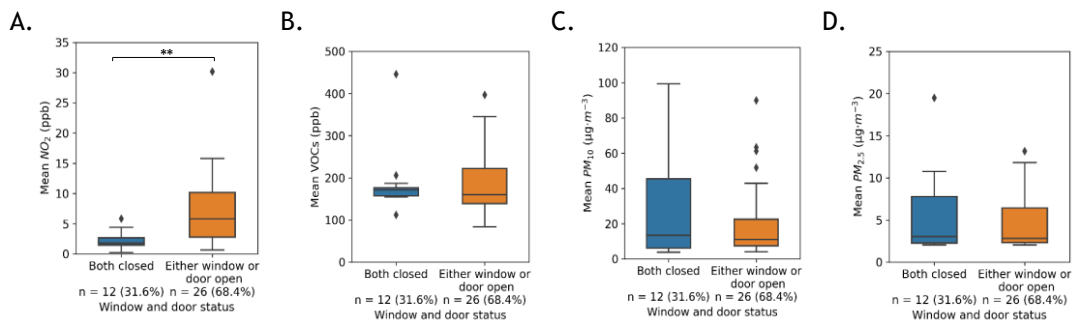 A.
**
Mean NO₂ (ppb)
35
30
25
20
15
10
5
0
Both closed
Either window or
door open
n = 12 (31.6%)
n = 26 (68.4%)
Window and door status
B.
Mean VOCs (ppb)
500
400
300
200
100
0
Both closed
Either window or
door open
n = 12 (31.6%)
n = 26 (68.4%)
Window and door status
C.
Mean PM₁₀ (µg·m⁻³)
120
100
80
60
40
20
0
Both closed
Either window or
door open
n = 12 (31.6%)
n = 26 (68.4%)
Window and door status
D.
Mean PM₂.₅ (µg·m⁻³)
25
20
15
10
5
0
Both closed
Either window or
door open
n = 12 (31.6%)
n = 26 (68.4%)
Window and door status